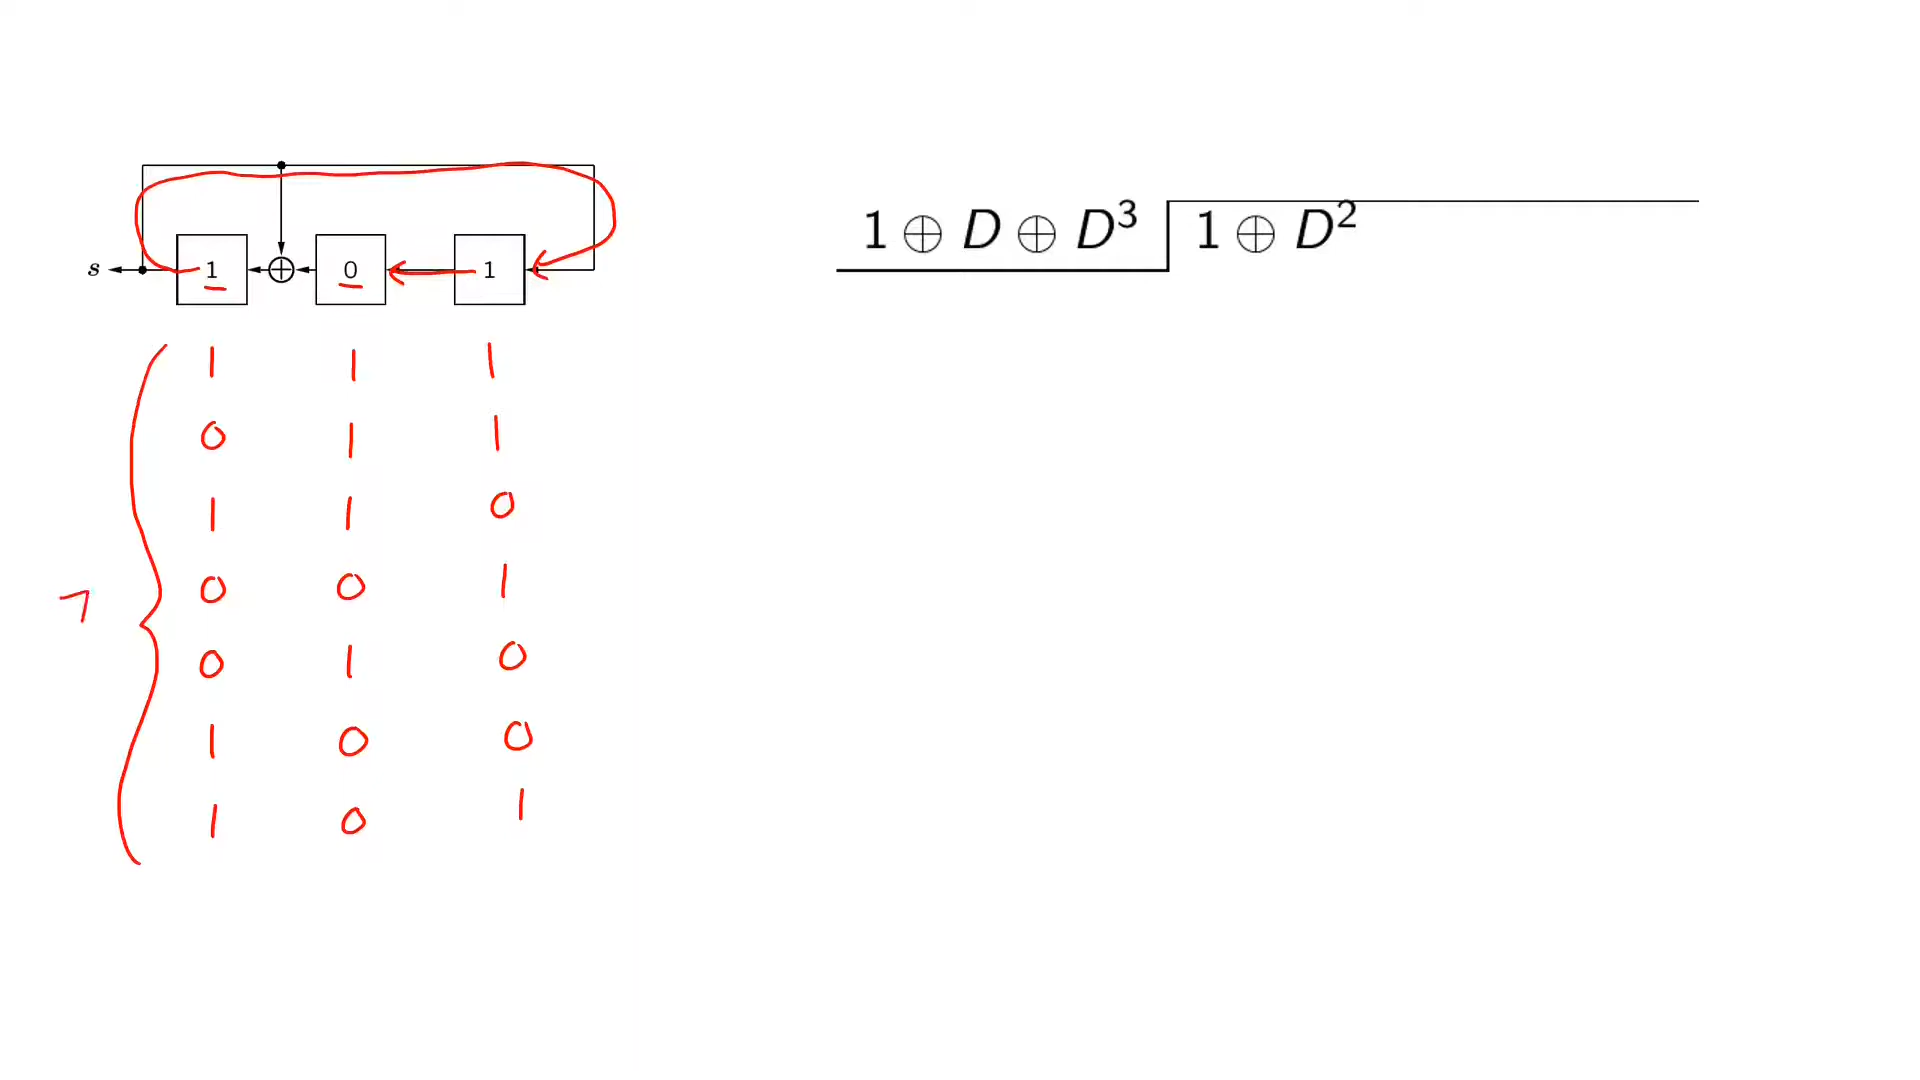 s 1 ⊕ 0 1
1 ⊕ D ⊕ D³ 1 ⊕ D²
1 1 1
0 1 1
1 1 0
7
0 0 1
0 1 0
1 0 0
1 0 1